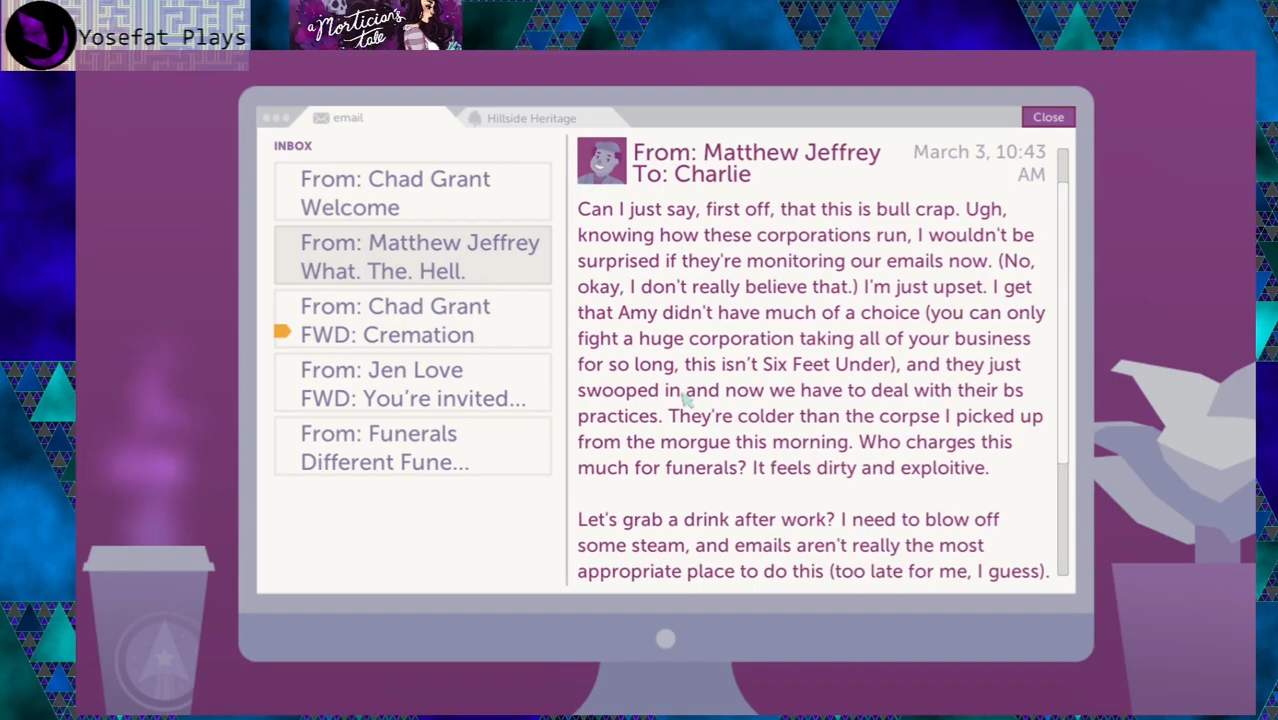 Yosefat Plays
a Mortician's
tale
email
Hillside Heritage
Close
INBOX
From: Chad Grant
Welcome
From: Matthew Jeffrey
What. The. Hell.
From: Chad Grant
FWD: Cremation
From: Jen Love
FWD: You're invited...
From: Funerals
Different Fune...
From: Matthew Jeffrey
To: Charlie
March 3, 10:43
AM
Can I just say, first off, that this is bull crap. Ugh,
knowing how these corporations run, I wouldn't be
surprised if they're monitoring our emails now. (No,
okay, I don't really believe that.) I'm just upset. I get
that Amy didn't have much of a choice (you can only
fight a huge corporation taking all of your business
for so long, this isn't Six Feet Under), and they just
swooped in and now we have to deal with their bs
practices. They're colder than the corpse I picked up
from the morgue this morning. Who charges this
much for funerals? It feels dirty and exploitive.
Let's grab a drink after work? I need to blow off
some steam, and emails aren't really the most
appropriate place to do this (too late for me, I guess).